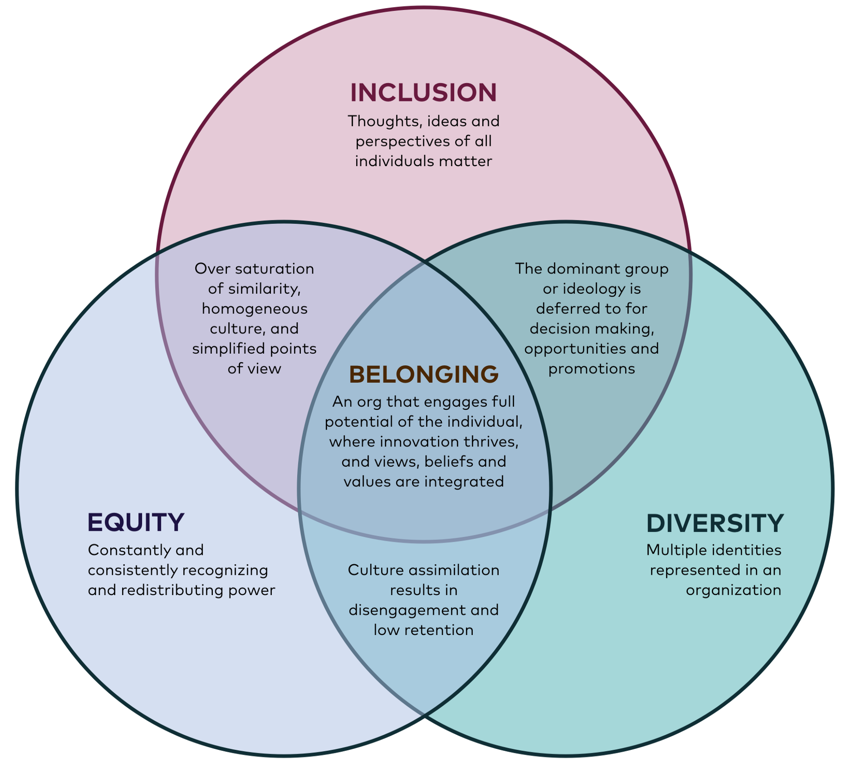 INCLUSION
Thoughts, ideas and
perspectives of all
individuals matter
Over saturation
of similarity,
homogeneous
culture, and
simplified points
of view
The dominant group
or ideology is
deferred to for
decision making,
opportunities and
promotions
BELONGING
An org that engages full
potential of the individual,
where innovation thrives,
and views, beliefs and
values are integrated
EQUITY
Constantly and
consistently recognizing
and redistributing power
DIVERSITY
Multiple identities
represented in an
organization
Culture assimilation
results in
disengagement and
low retention